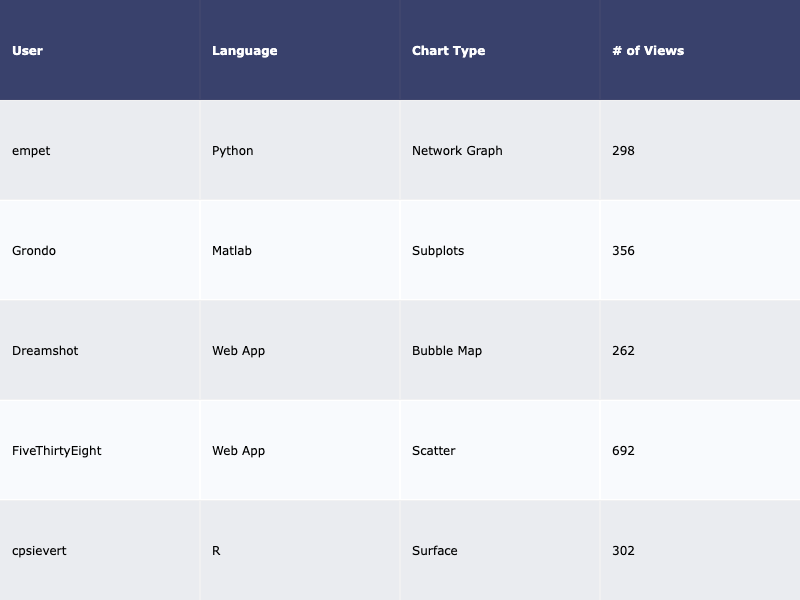 User Language Chart Type # of Views
empet Python Network Graph 298
Grondo Matlab Subplots 356
Dreamshot Web App Bubble Map 262
FiveThirtyEight Web App Scatter 692
cpsievert R Surface 302